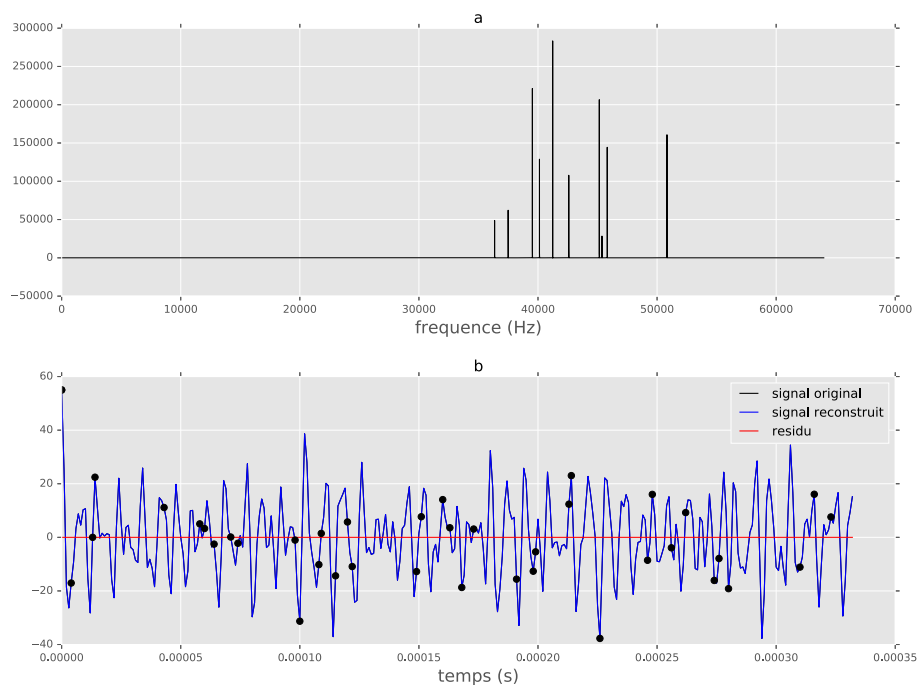 a
300000
250000
200000
150000
100000
50000
0
−50000
0 10000 20000 30000 40000 50000 60000 70000
frequence (Hz)
b
60
40
20
0
−20
−40
signal original
signal reconstruit
residu
0.00000 0.00005 0.00010 0.00015 0.00020 0.00025 0.00030 0.00035
temps (s)